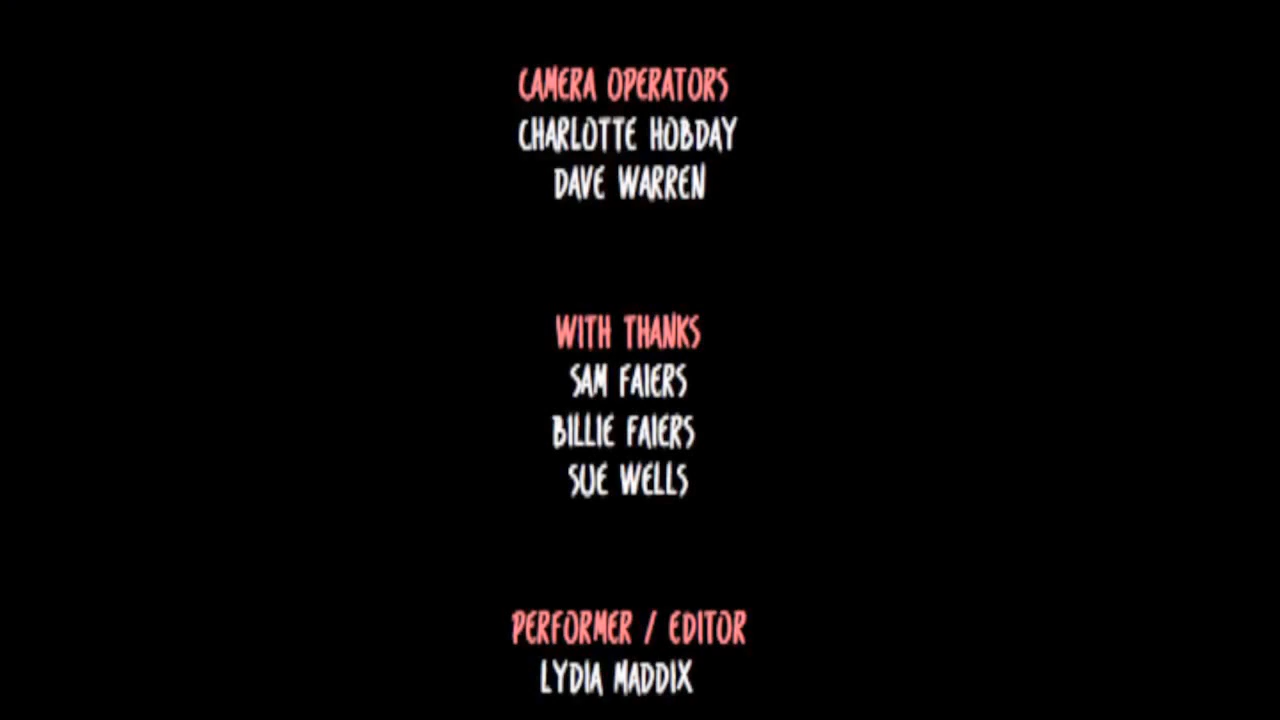 CAMERA OPERATORS
CHARLOTTE HOBDAY
DAVE WARREN
WITH THANKS
SAM FAIERS
BILLIE FAIERS
SUE WELLS
PERFORMER / EDITOR
LYDIA MADDIX